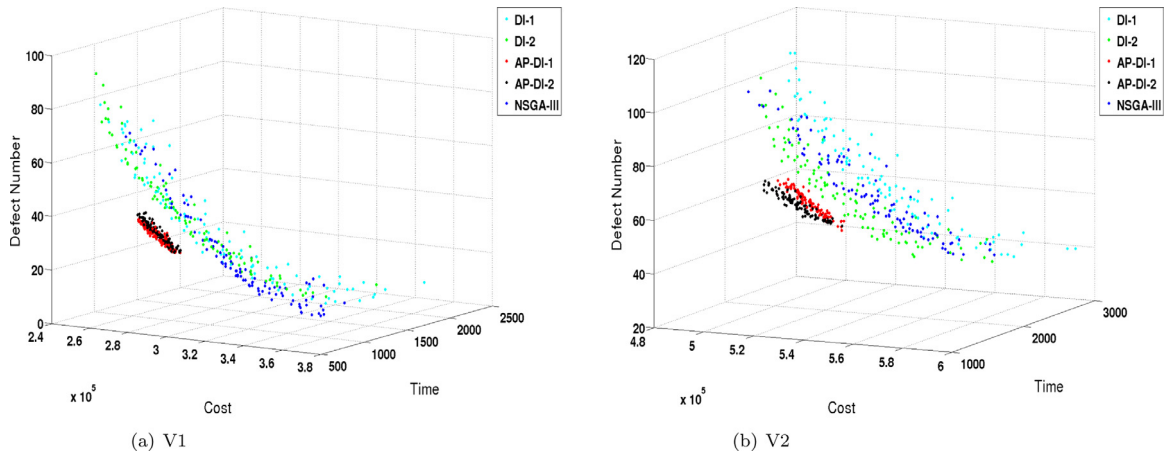 DI-1
DI-2
AP-DI-1
AP-DI-2
NSGA-III
100
80
60
40
20
0
Defect Number
2.4
2.6
2.8
3
3.2
3.4
3.6
3.8
x 10^5
Cost
500
1000
1500
2000
2500
Time
(a) V1
DI-1
DI-2
AP-DI-1
AP-DI-2
NSGA-III
120
100
80
60
40
20
Defect Number
4.8
5
5.2
5.4
5.6
5.8
6
x 10^5
Cost
1000
2000
3000
Time
(b) V2